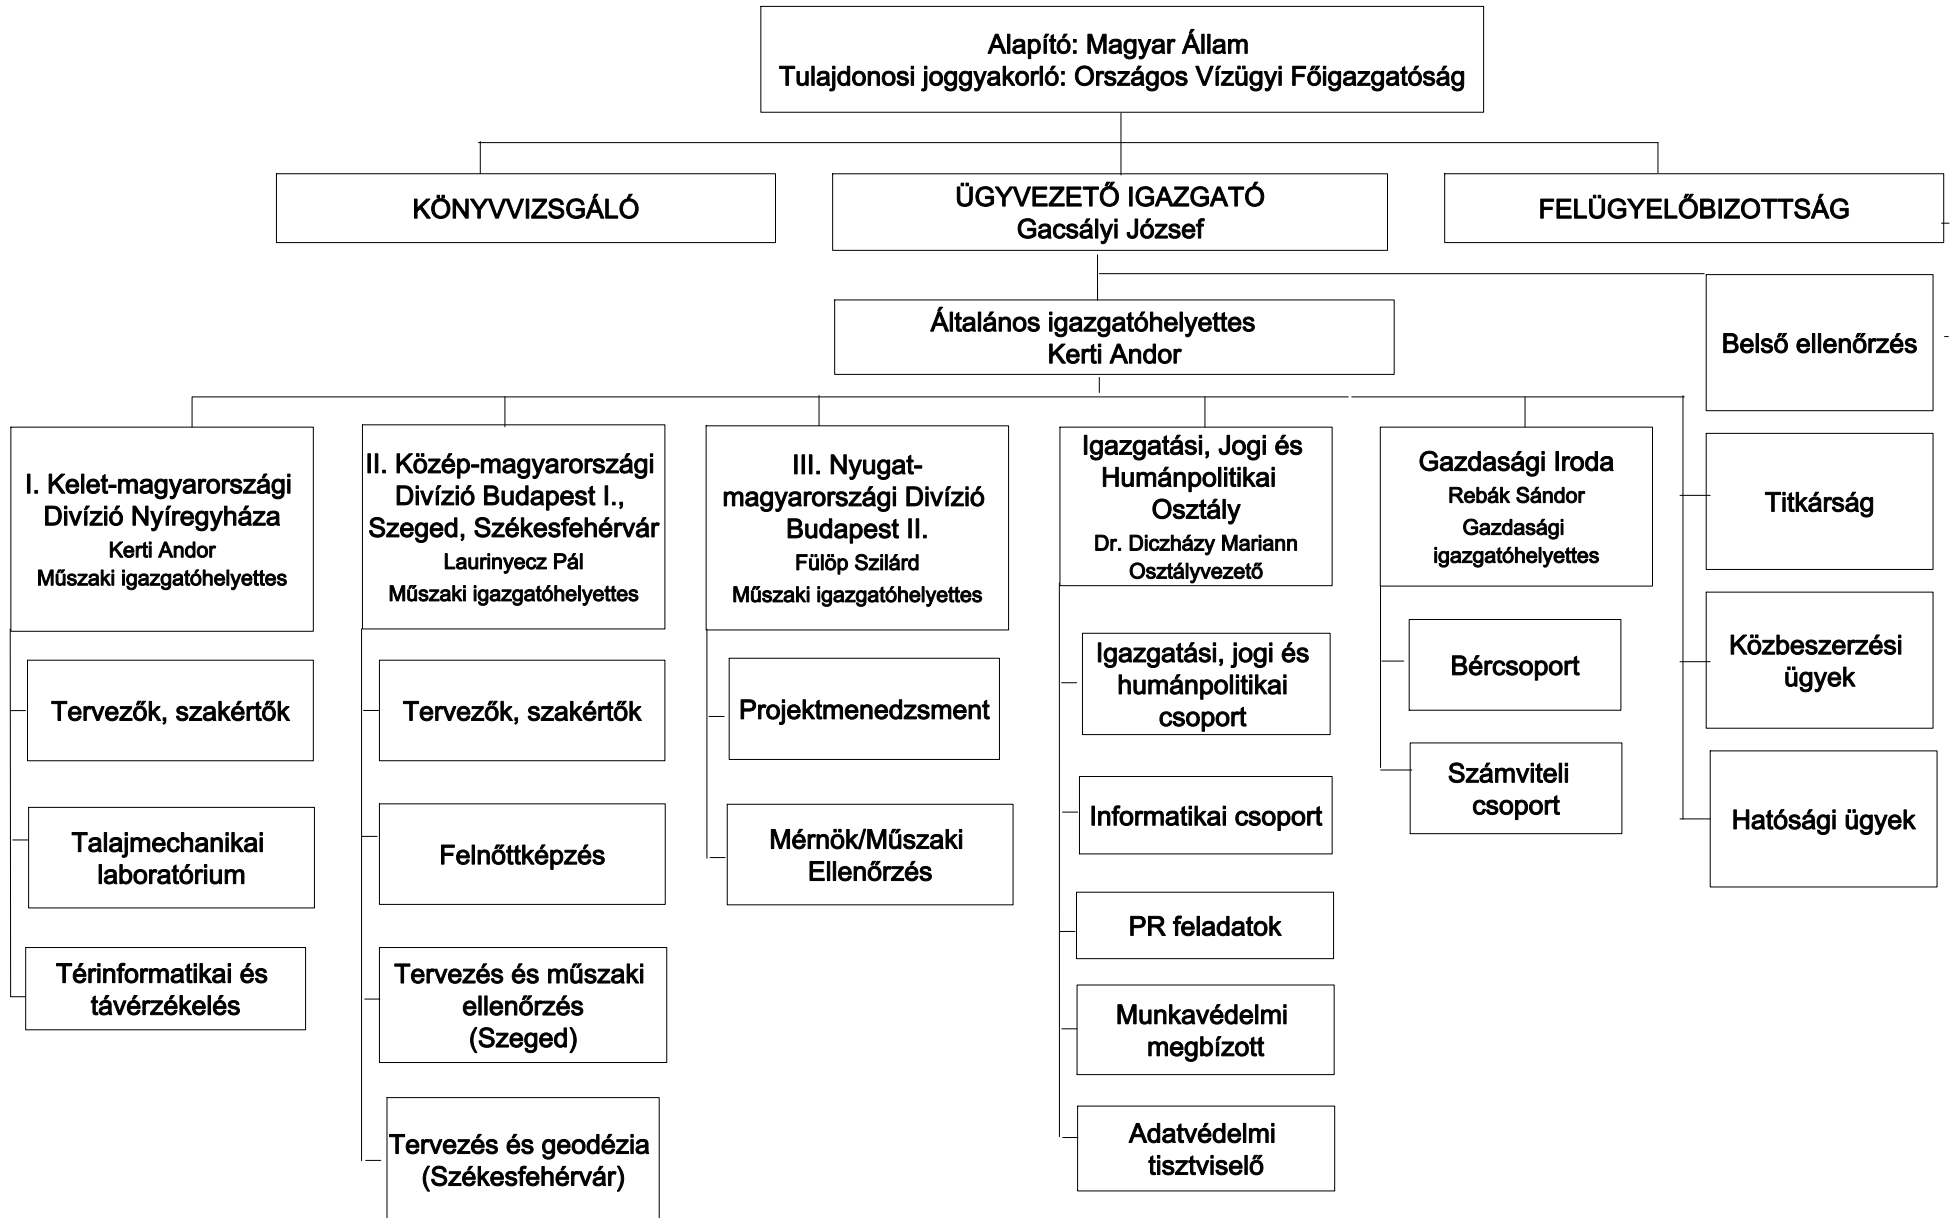 Alapító: Magyar Állam
Tulajdonosi joggyakorló: Országos Vízügyi Főigazgatóság
KÖNYVVIZSGÁLÓ
ÜGYVEZETŐ IGAZGATÓ
Gacsályi József
FELÜGYELŐBIZOTTSÁG
Általános igazgatóhelyettes
Kerti Andor
Belső ellenőrzés
I. Kelet-magyarországi
Divízió Nyíregyháza
Kerti Andor
Műszaki igazgatóhelyettes
Tervezők, szakértők
Talajmechanikai
laboratórium
Térinformatikai és
távérzékelés
II. Közép-magyarországi
Divízió Budapest I.,
Szeged, Székesfehérvár
Laurinyecz Pál
Műszaki igazgatóhelyettes
Tervezők, szakértők
Felnőttképzés
Tervezés és műszaki
ellenőrzés
(Szeged)
Tervezés és geodézia
(Székesfehérvár)
III. Nyugat-
magyarországi Divízió
Budapest II.
Fülöp Szilárd
Műszaki igazgatóhelyettes
Projektmenedzsment
Mérnök/Műszaki
Ellenőrzés
Igazgatási, Jogi és
Humánpolitikai
Osztály
Dr. Diczházy Mariann
Osztályvezető
Igazgatási, jogi és
humánpolitikai
csoport
Informatikai csoport
PR feladatok
Munkavédelmi
megbízott
Adatvédelmi
tisztviselő
Gazdasági Iroda
Rebák Sándor
Gazdasági
igazgatóhelyettes
Bércsoport
Számviteli
csoport
Titkárság
Közbeszerzési
ügyek
Hatósági ügyek